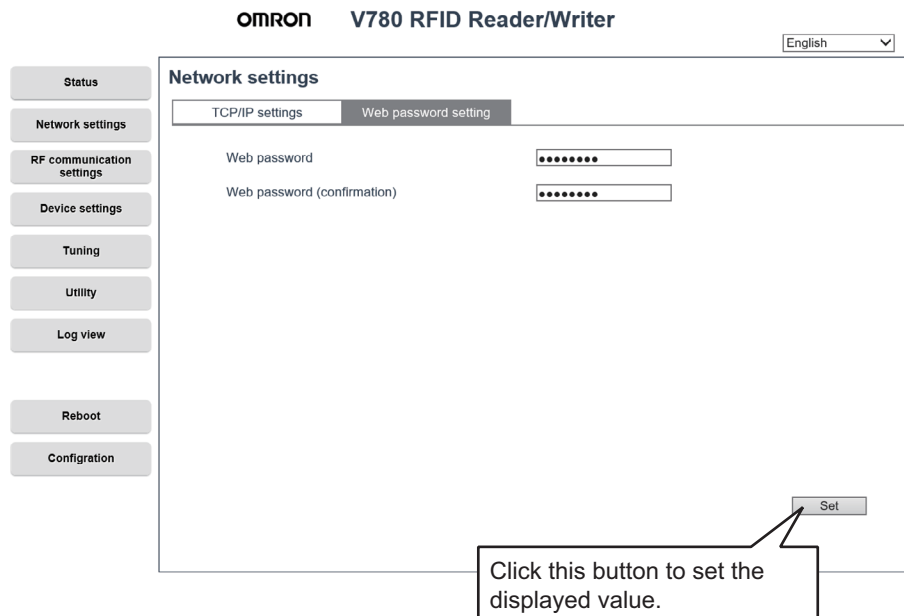 OMRON V780 RFID Reader/Writer
English
Status
Network settings
RF communication
settings
Device settings
Tuning
Utility
Log view
Reboot
Configration
Network settings
TCP/IP settings Web password setting
Web password ••••••••
Web password (confirmation) ••••••••
Set
Click this button to set the
displayed value.